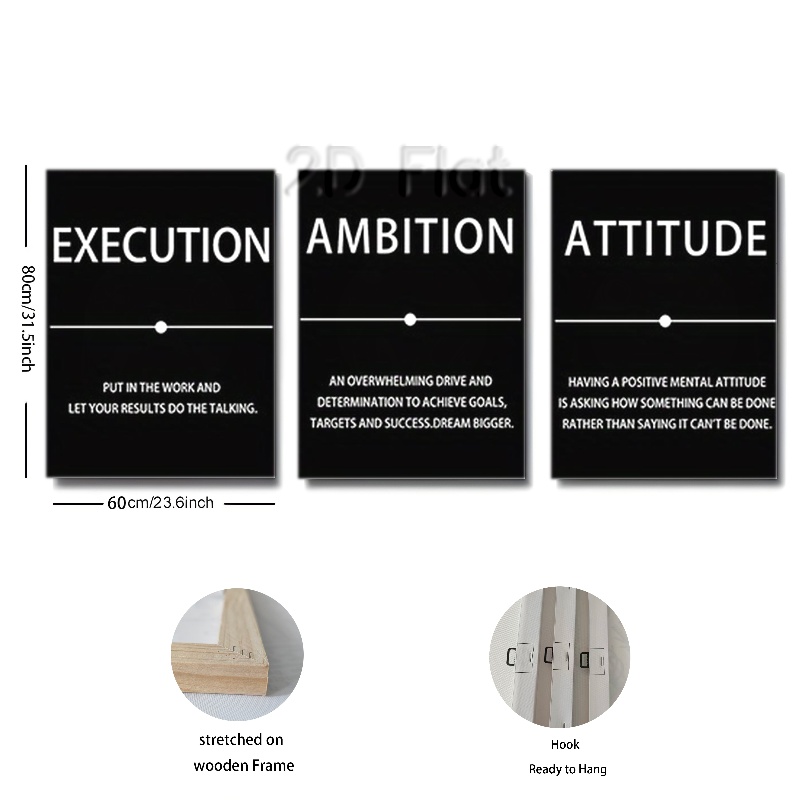 2D Flat
EXECUTION
PUT IN THE WORK AND
LET YOUR RESULTS DO THE TALKING.
AMBITION
AN OVERWHELMING DRIVE AND
DETERMINATION TO ACHIEVE GOALS,
TARGETS AND SUCCESS.DREAM BIGGER.
ATTITUDE
HAVING A POSITIVE MENTAL ATTITUDE
IS ASKING HOW SOMETHING CAN BE DONE
RATHER THAN SAYING IT CAN'T BE DONE.
80cm/31.5inch
60cm/23.6inch
stretched on
wooden Frame
Hook
Ready to Hang